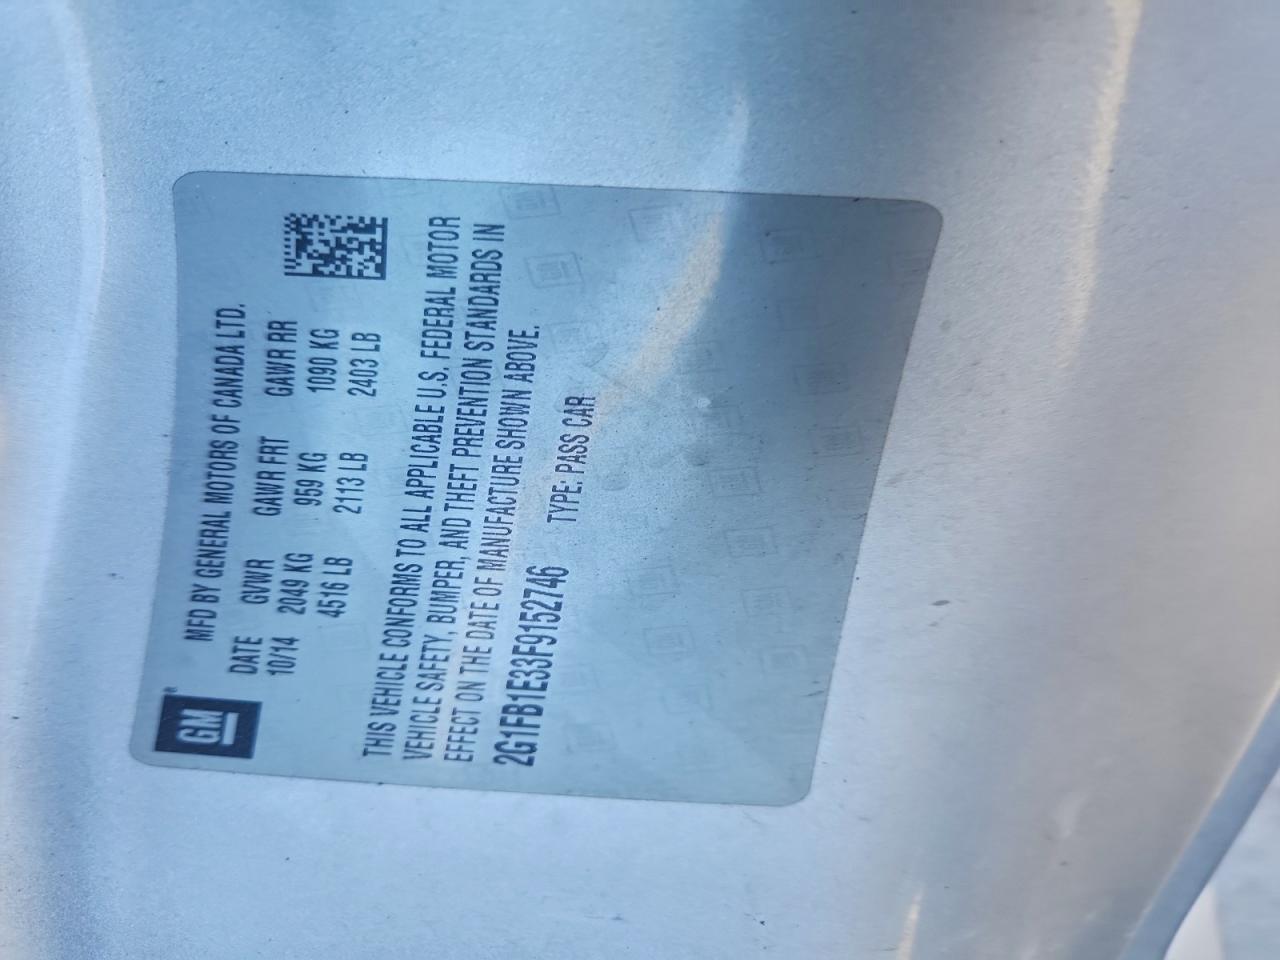 GM
MFD BY GENERAL MOTORS OF CANADA LTD.
DATE GVWR GAWR FRT GAWR RR
10/14 2049 KG 959 KG 1090 KG
4516 LB 2113 LB 2403 LB
THIS VEHICLE CONFORMS TO ALL APPLICABLE U.S. FEDERAL MOTOR
VEHICLE SAFETY, BUMPER, AND THEFT PREVENTION STANDARDS IN
EFFECT ON THE DATE OF MANUFACTURE SHOWN ABOVE.
2G1FB1E33F9152746 TYPE: PASS CAR